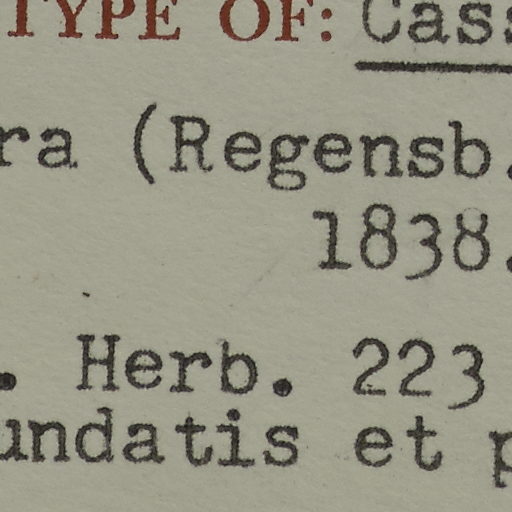 TYPE OF: Cass
ra (Regensb.
1838.
. Herb. 223
undatis et p